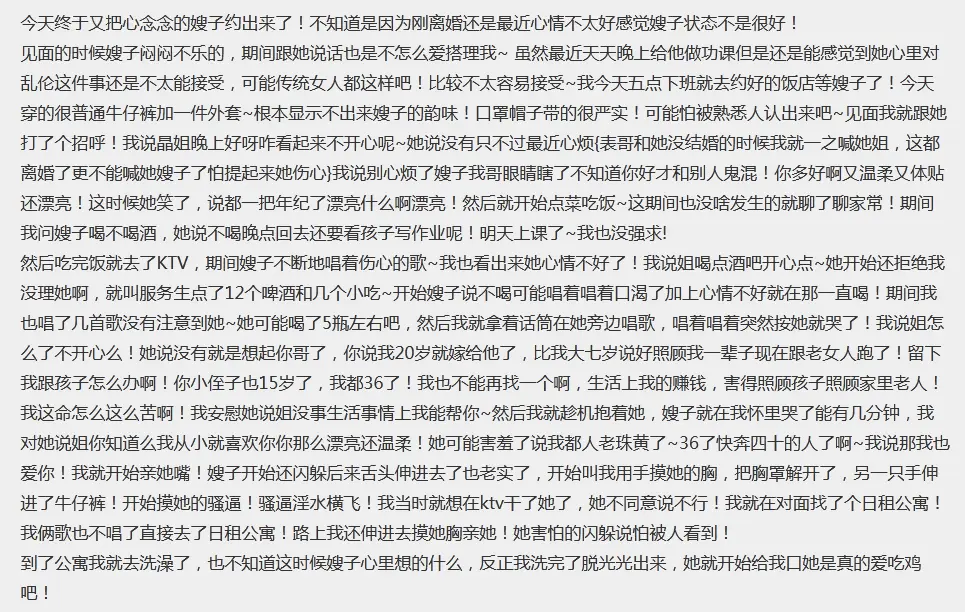 今天终于又把心念念的嫂子约出来了！不知道是因为刚离婚还是最近心情不太好感觉嫂子状态不是很好！
见面的时候嫂子闷闷不乐的，期间跟她说话也是不怎么爱搭理我~ 虽然最近天天晚上给他做功课但是还是能感觉到她心里对
乱伦这件事还是不太能接受，可能传统女人都这样吧！比较不太容易接受~我今天五点下班就去约好的饭店等嫂子了！今天
穿的很普通牛仔裤加一件外套~根本显示不出来嫂子的韵味！口罩帽子带的很严实！可能怕被熟悉人认出来吧~见面我就跟她
打了个招呼！我说晶姐晚上好呀咋看起来不开心呢~她说没有只不过最近心烦{表哥和她没结婚的时候我就一之喊她姐，这都
离婚了更不能喊她嫂子了怕提起来她伤心}我说别心烦了嫂子我哥眼睛瞎了不知道你好才和别人鬼混！你多好啊又温柔又体贴
还漂亮！这时候她笑了，说都一把年纪了漂亮什么啊漂亮！然后就开始点菜吃饭~这期间也没啥发生的就聊了聊家常！期间
我问嫂子喝不喝酒，她说不喝晚点回去还要看孩子写作业呢！明天上课了~我也没强求!
然后吃完饭就去了KTV，期间嫂子不断地唱着伤心的歌~我也看出来她心情不好了！我说姐喝点酒吧开心点~她开始还拒绝我
没理她啊，就叫服务生点了12个啤酒和几个小吃~开始嫂子说不喝可能唱着唱着口渴了加上心情不好就在那一直喝！期间我
也唱了几首歌没有注意到她~她可能喝了5瓶左右吧，然后我就拿着话筒在她旁边唱歌，唱着唱着突然按她就哭了！我说姐怎
么了不开心么！她说没有就是想起你哥了，你说我20岁就嫁给他了，比我大七岁说好照顾我一辈子现在跟老女人跑了！留下
我跟孩子怎么办啊！你小侄子也15岁了，我都36了！我也不能再找一个啊，生活上我的赚钱，害得照顾孩子照顾家里老人！
我这命怎么这么苦啊！我安慰她说姐没事生活事情上我能帮你~然后我就趁机抱着她，嫂子就在我怀里哭了能有几分钟，我
对她说姐你知道么我从小就喜欢你你那么漂亮还温柔！她可能害羞了说我都人老珠黄了~36了快奔四十的人了啊~我说那我也
爱你！我就开始亲她嘴！嫂子开始还闪躲后来舌头伸进去了也老实了，开始叫我用手摸她的胸，把胸罩解开了，另一只手伸
进了牛仔裤！开始摸她的骚逼！骚逼淫水横飞！我当时就想在ktv干了她了，她不同意说不行！我就在对面找了个日租公寓！
我俩歌也不唱了直接去了日租公寓！路上我还伸进去摸她胸亲她！她害怕的闪躲说怕被人看到！
到了公寓我就去洗澡了，也不知道这时候嫂子心里想的什么，反正我洗完了脱光光出来，她就开始给我口她是真的爱吃鸡
吧！